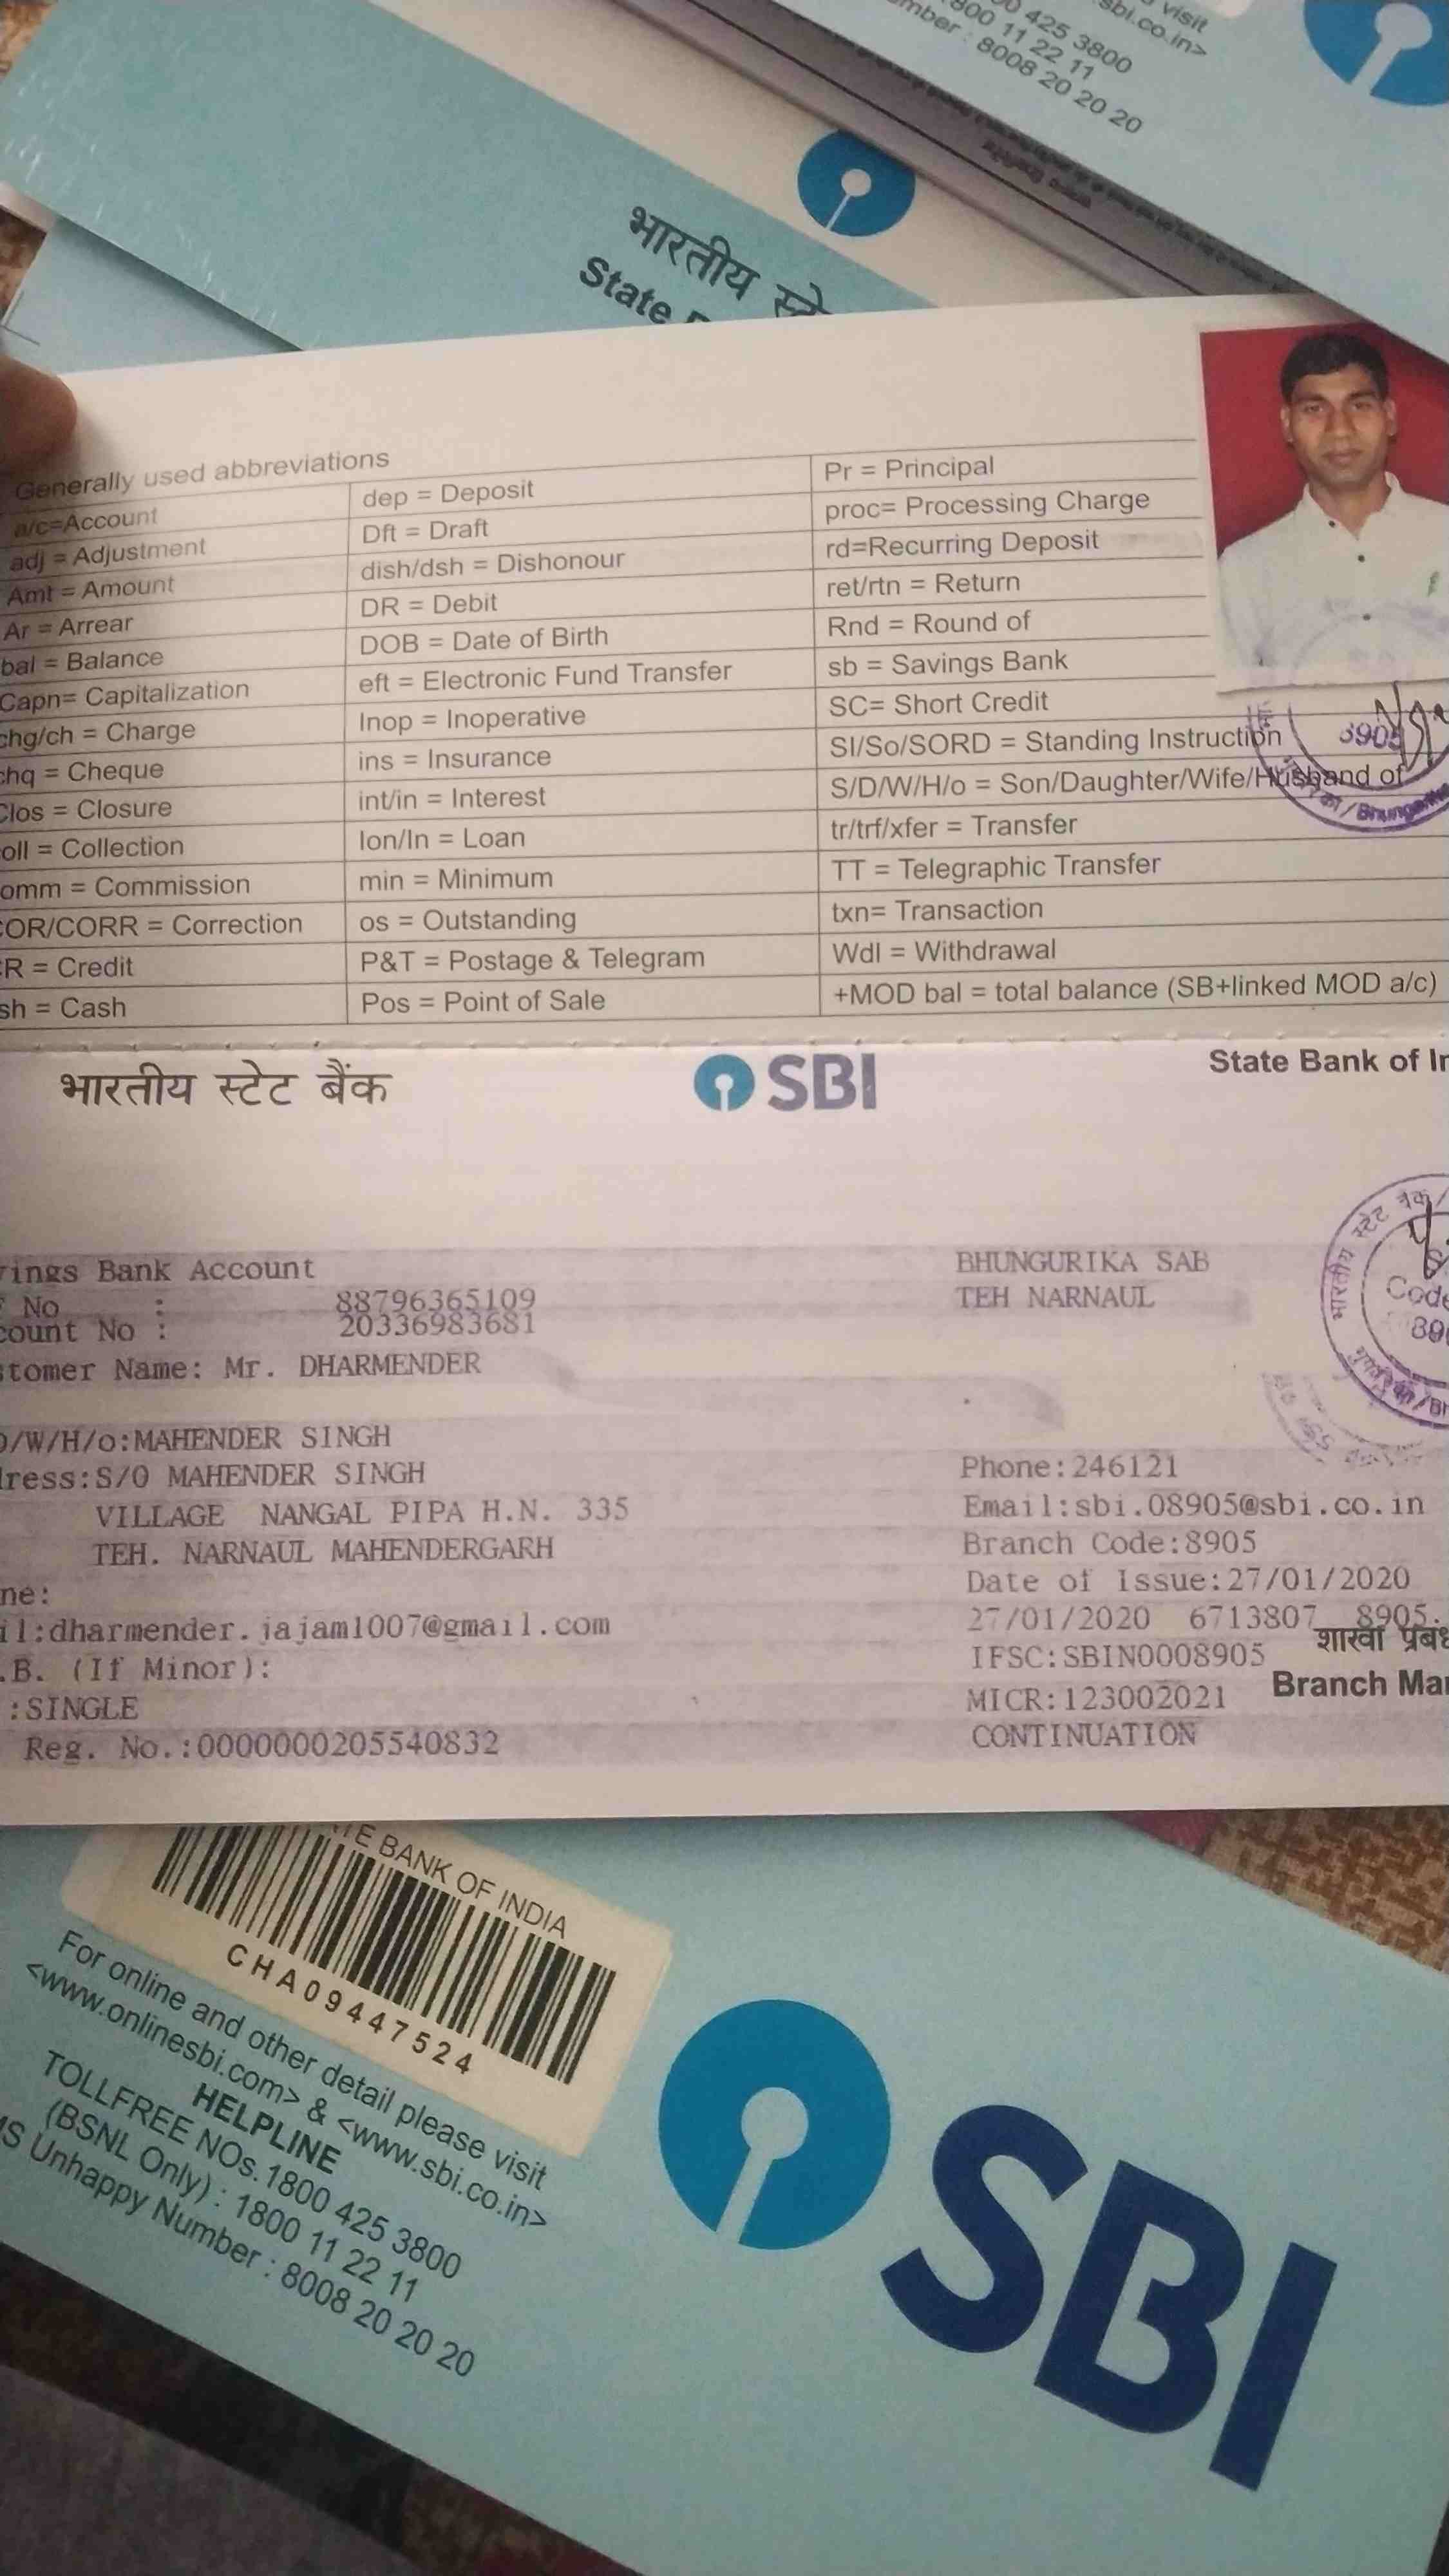 visit
sbi.co.in>
425 3800
800 11 22 11
mber : 8008 20 20 20
भारतीय स्टे
State
Generally used abbreviations
a/c=Account
adj = Adjustment
Amt = Amount
Ar = Arrear
bal = Balance
Capn= Capitalization
chg/ch = Charge
hq = Cheque
Clos = Closure
oll = Collection
omm = Commission
COR/CORR = Correction
R = Credit
sh = Cash
dep = Deposit
Dft = Draft
dish/dsh = Dishonour
DR = Debit
DOB = Date of Birth
eft = Electronic Fund Transfer
Inop = Inoperative
ins = Insurance
int/in = Interest
lon/ln = Loan
min = Minimum
os = Outstanding
P&T = Postage & Telegram
Pos = Point of Sale
Pr = Principal
proc= Processing Charge
rd=Recurring Deposit
ret/rtn = Return
Rnd = Round of
sb = Savings Bank
SC= Short Credit
SI/So/SORD = Standing Instruction
S/D/W/H/o = Son/Daughter/Wife/Husband of
tr/trf/xfer = Transfer
TT = Telegraphic Transfer
txn= Transaction
Wdl = Withdrawal
+MOD bal = total balance (SB+linked MOD a/c)
भारतीय स्टेट बैंक
SBI
State Bank of In
ings Bank Account
No : 88796365109
count No : 20336983681
stomer Name: Mr. DHARMENDER
/W/H/o:MAHENDER SINGH
ress:S/O MAHENDER SINGH
VILLAGE NANGAL PIPA H.N. 335
TEH. NARNAUL MAHENDERGARH
ne:
il:dharmender.jajam1007@gmail.com
.B. (If Minor):
:SINGLE
Reg. No.:0000000205540832
BHUNGURIKA SAB
TEH NARNAUL
Phone:246121
Email:sbi.08905@sbi.co.in
Branch Code:8905
Date of Issue:27/01/2020
27/01/2020 6713807 8905
IFSC:SBIN0008905
MICR:123002021
CONTINUATION
शाखा प्रबं
Branch Ma
भारतीय स्टेट बैंक
Code
TE BANK OF INDIA
CHA09447524
For online and other detail please visit
<www.onlinesbi.com> & <www.sbi.co.in>
HELPLINE
TOLLFREE NOs. 1800 425 3800
(BSNL Only) : 1800 11 22 11
MS Unhappy Number : 8008 20 20 20
SBI